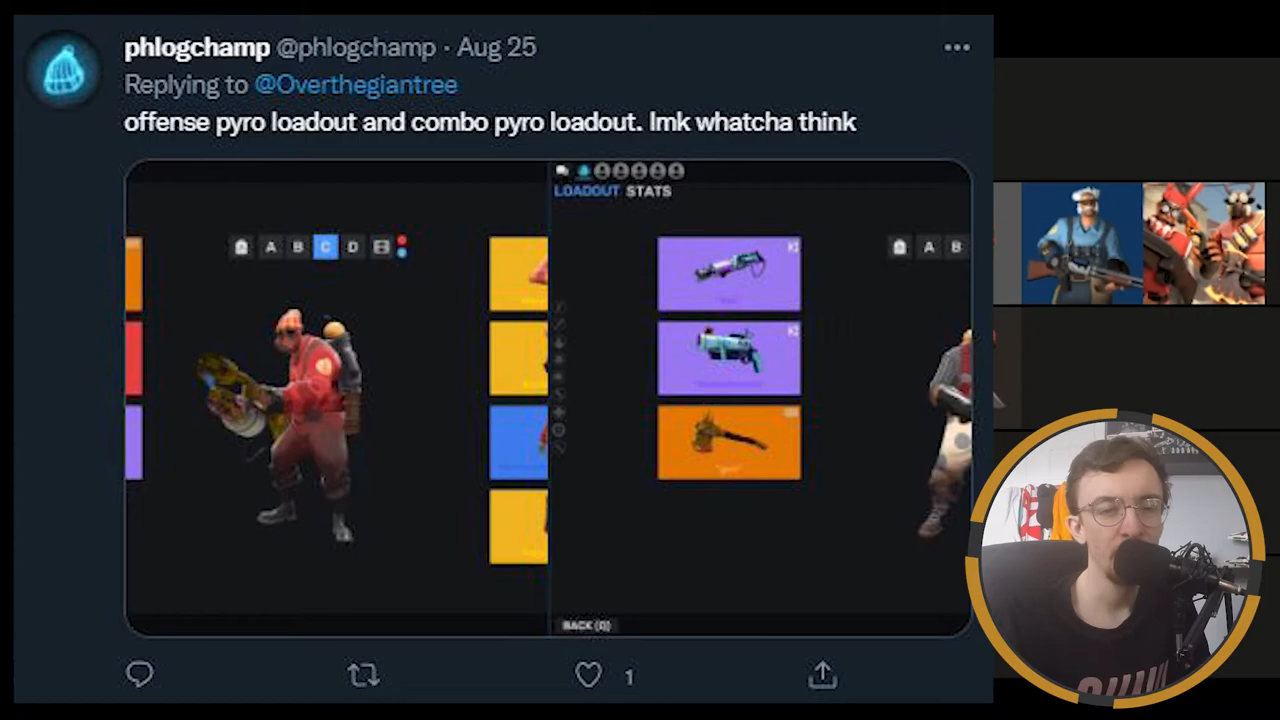 phlogchamp @phlogchamp · Aug 25
Replying to @Overthegiantree
offense pyro loadout and combo pyro loadout. lmk whatcha think
LOADOUT STATS
A B C D
A B
BACK (Q)
1